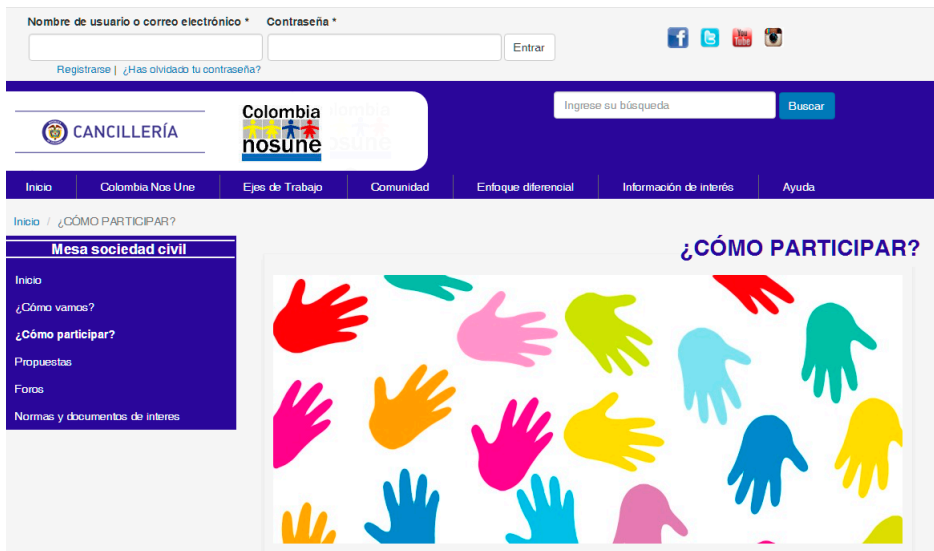 Nombre de usuario o correo electrónico * Contraseña *
Entrar
Registrarse | ¿Has olvidado tu contraseña?
f You Tube
CANCILLERÍA
Colombia
nosune
Ingrese su búsqueda Buscar
Inicio Colombia Nos Une Ejes de Trabajo Comunidad Enfoque diferencial Información de interés Ayuda
Inicio / ¿CÓMO PARTICIPAR?
Mesa sociedad civil
Inicio
¿Cómo vamos?
¿Cómo participar?
Propuestas
Foros
Normas y documentos de interes
¿CÓMO PARTICIPAR?